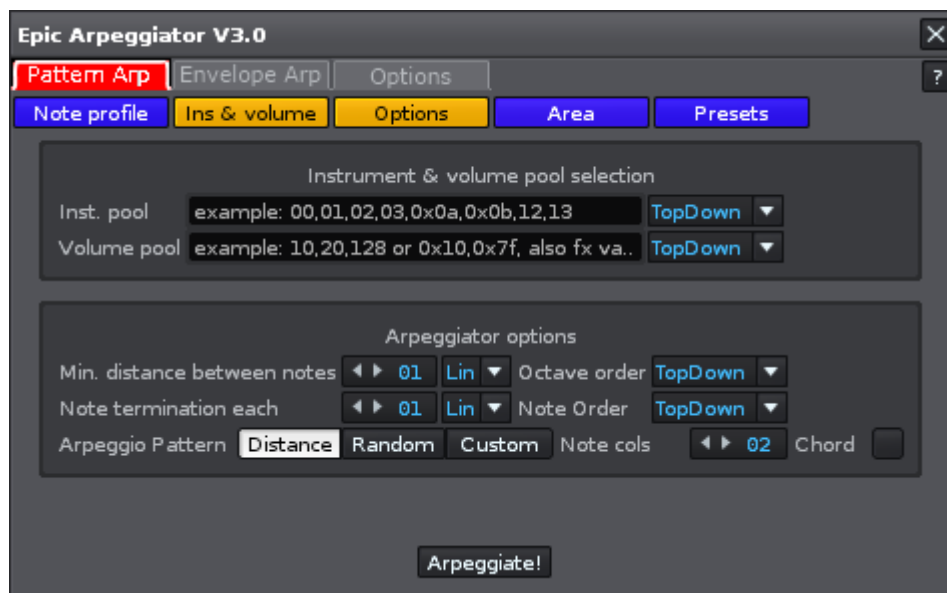 Epic Arpeggiator V3.0
Pattern Arp Envelope Arp Options ?
Note profile Ins & volume Options Area Presets
Instrument & volume pool selection
Inst. pool example: 00,01,02,03,0x0a,0x0b,12,13 TopDown
Volume pool example: 10,20,128 or 0x10,0x7f, also fx va.. TopDown
Arpeggiator options
Min. distance between notes 01 Lin Octave order TopDown
Note termination each 01 Lin Note Order TopDown
Arpeggio Pattern Distance Random Custom Note cols 02 Chord
Arpeggiate!